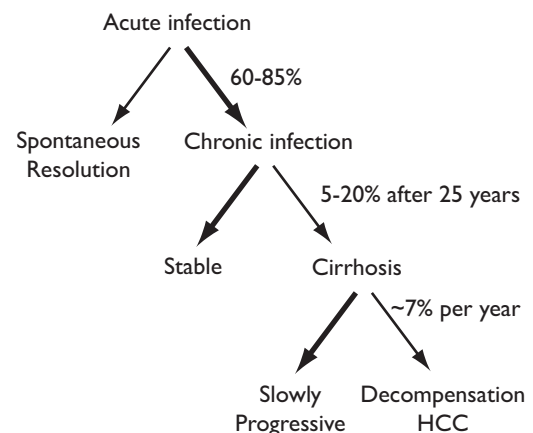 Acute infection
60-85%
Spontaneous
Resolution
Chronic infection
5-20% after 25 years
Stable
Cirrhosis
~7% per year
Slowly
Progressive
Decompensation
HCC